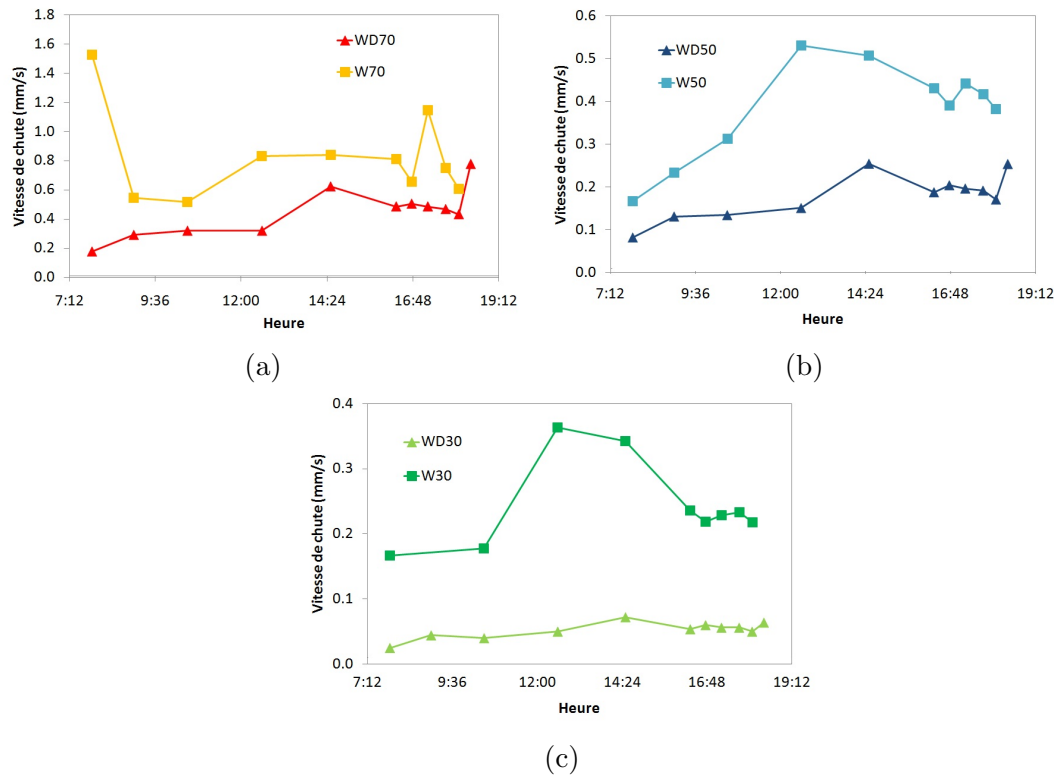 1.8
1.6
1.4
1.2
1.0
0.8
0.6
0.4
0.2
0.0
Vitesse de chute (mm/s)
WD70
W70
7:12 9:36 12:00 14:24 16:48 19:12
Heure
(a)
0.6
0.5
0.4
0.3
0.2
0.1
0.0
Vitesse de chute (mm/s)
WD50
W50
7:12 9:36 12:00 14:24 16:48 19:12
Heure
(b)
0.4
0.3
0.2
0.1
0.0
Vitesse de chute (mm/s)
WD30
W30
7:12 9:36 12:00 14:24 16:48 19:12
Heure
(c)